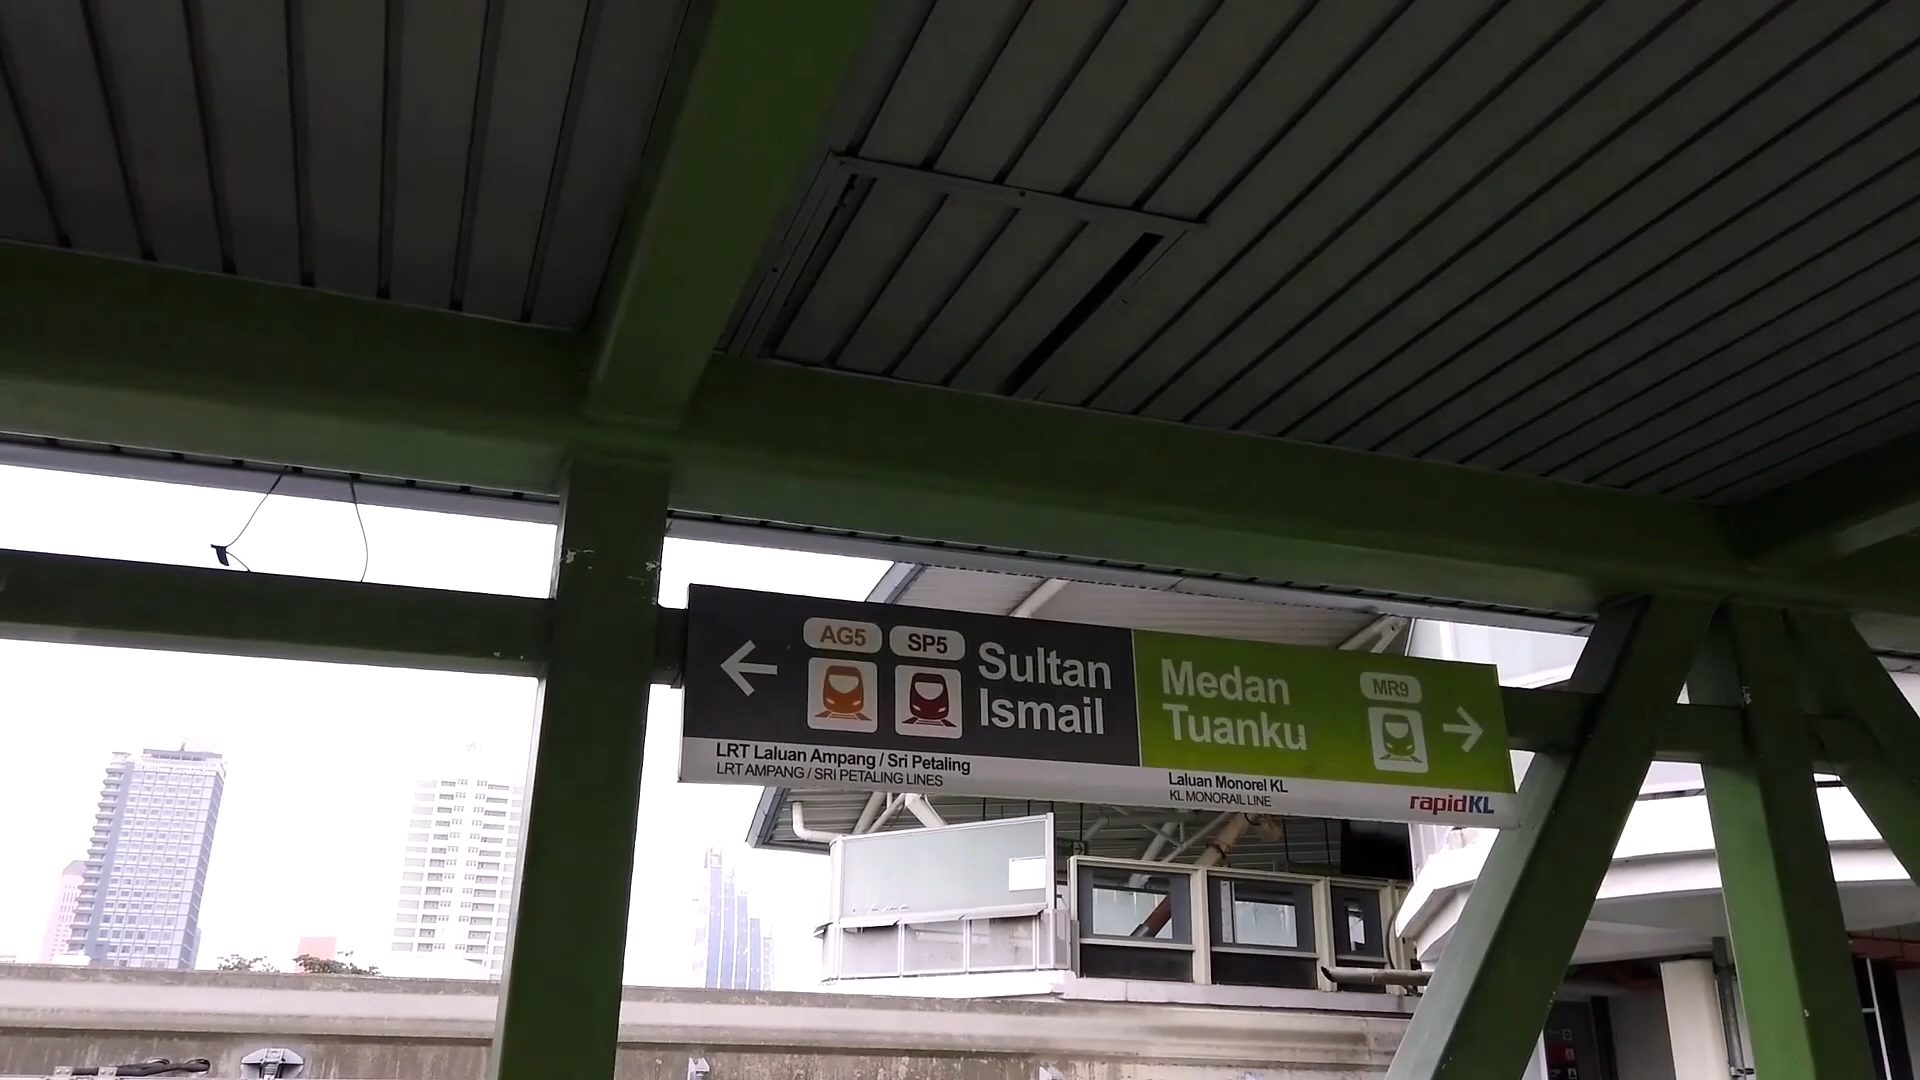 AG5 SP5
Sultan
Ismail
LRT Laluan Ampang / Sri Petaling
LRT AMPANG / SRI PETALING LINES
Medan
Tuanku
MR9
Laluan Monorel KL
KL MONORAIL LINE
rapidKL